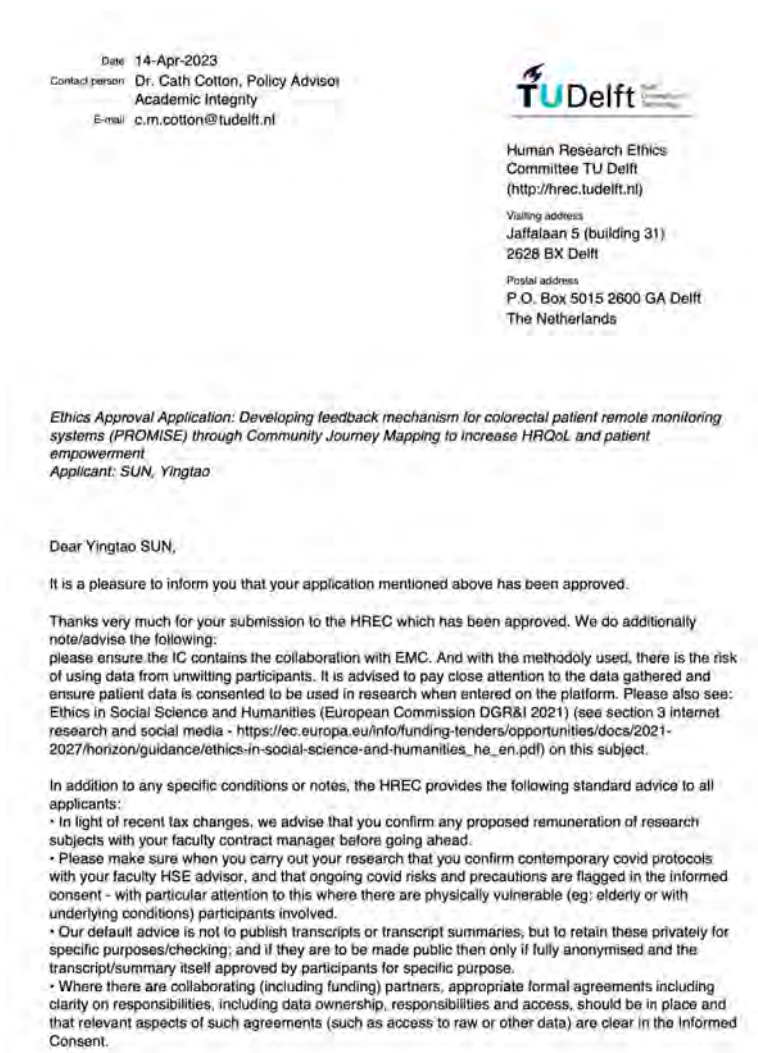 Date 14-Apr-2023
Contact person Dr. Cath Cotton, Policy Advisor
Academic Integrity
E-mail c.m.cotton@tudelft.nl
TU Delft
Human Research Ethics
Committee TU Delft
(http://hrec.tudelft.nl)
Visiting address
Jaffalaan 5 (building 31)
2628 BX Delft
Postal address
P.O. Box 5015 2600 GA Delft
The Netherlands
Ethics Approval Application: Developing feedback mechanism for colorectal patient remote monitoring
systems (PROMISE) through Community Journey Mapping to increase HRQoL and patient
empowerment
Applicant: SUN, Yingtao
Dear Yingtao SUN,
It is a pleasure to inform you that your application mentioned above has been approved.
Thanks very much for your submission to the HREC which has been approved. We do additionally
note/advise the following:
please ensure the IC contains the collaboration with EMC. And with the methodoly used, there is the risk
of using data from unwitting participants. It is advised to pay close attention to the data gathered and
ensure patient data is consented to be used in research when entered on the platform. Please also see:
Ethics in Social Science and Humanities (European Commission DGR&I 2021) (see section 3 internet
research and social media - https://ec.europa.eu/info/funding-tenders/opportunities/docs/2021-
2027/horizon/guidance/ethics-in-social-science-and-humanities_he_en.pdf) on this subject.
In addition to any specific conditions or notes, the HREC provides the following standard advice to all
applicants:
• In light of recent tax changes, we advise that you confirm any proposed remuneration of research
subjects with your faculty contract manager before going ahead.
• Please make sure when you carry out your research that you confirm contemporary covid protocols
with your faculty HSE advisor, and that ongoing covid risks and precautions are flagged in the informed
consent - with particular attention to this where there are physically vulnerable (eg: elderly or with
underlying conditions) participants involved.
• Our default advice is not to publish transcripts or transcript summaries, but to retain these privately for
specific purposes/checking; and if they are to be made public then only if fully anonymised and the
transcript/summary itself approved by participants for specific purpose.
• Where there are collaborating (including funding) partners, appropriate formal agreements including
clarity on responsibilities, including data ownership, responsibilities and access, should be in place and
that relevant aspects of such agreements (such as access to raw or other data) are clear in the Informed
Consent.